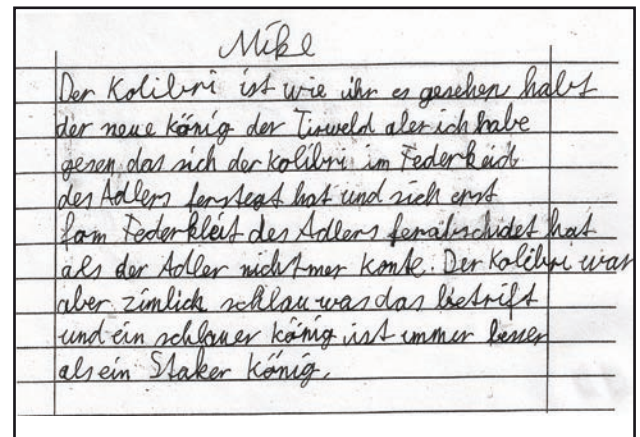 Mike
Der Kolibri ist wie ihr es gesehen habt
der neue könig der Tirweld aler ich habe
gesen das sich der kolibri im Federkeid
des Adlers fersteat hat und sich erst
fom Federkleit des Adlers ferabschidet hat
als der Adler nicht mer konte. Der Kolibri war
aber zimlich schlau was das betrift
und ein schlauer könig ist immer besser
als ein Staker König.